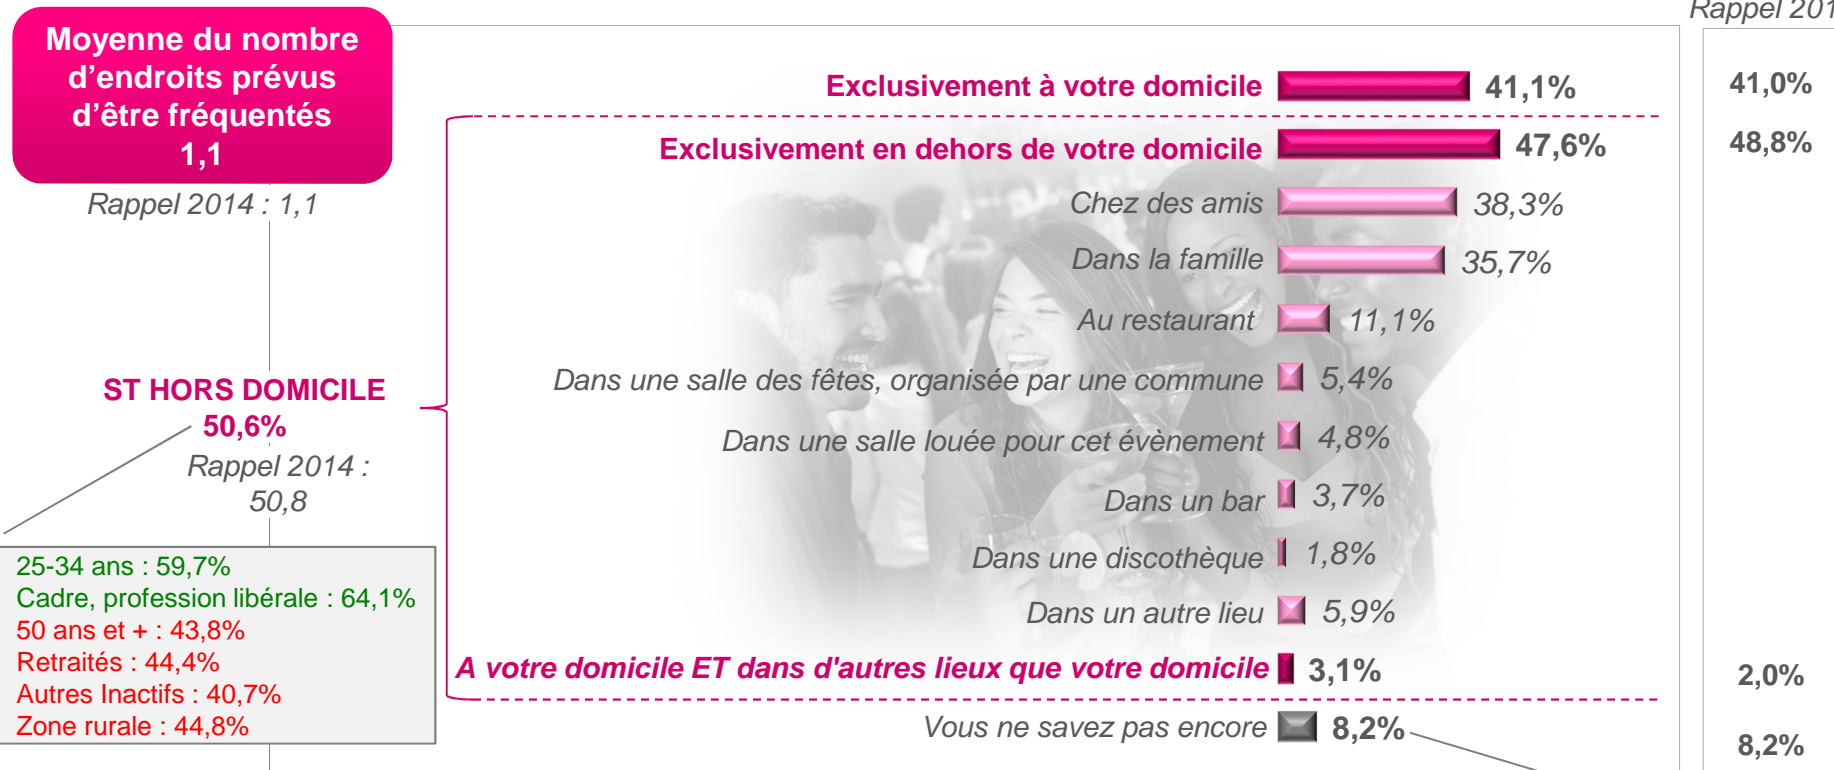 Rappel 201
Moyenne du nombre
d'endroits prévus
d'être fréquentés
1,1
Rappel 2014 : 1,1
Exclusivement à votre domicile 41,1% 41,0%
Exclusivement en dehors de votre domicile 47,6% 48,8%
Chez des amis 38,3%
Dans la famille 35,7%
Au restaurant 11,1%
Dans une salle des fêtes, organisée par une commune 5,4%
Dans une salle louée pour cet évènement 4,8%
Dans un bar 3,7%
Dans une discothèque 1,8%
Dans un autre lieu 5,9%
A votre domicile ET dans d'autres lieux que votre domicile 3,1% 2,0%
Vous ne savez pas encore 8,2% 8,2%
ST HORS DOMICILE
50,6%
Rappel 2014 :
50,8
25-34 ans : 59,7%
Cadre, profession libérale : 64,1%
50 ans et + : 43,8%
Retraités : 44,4%
Autres Inactifs : 40,7%
Zone rurale : 44,8%